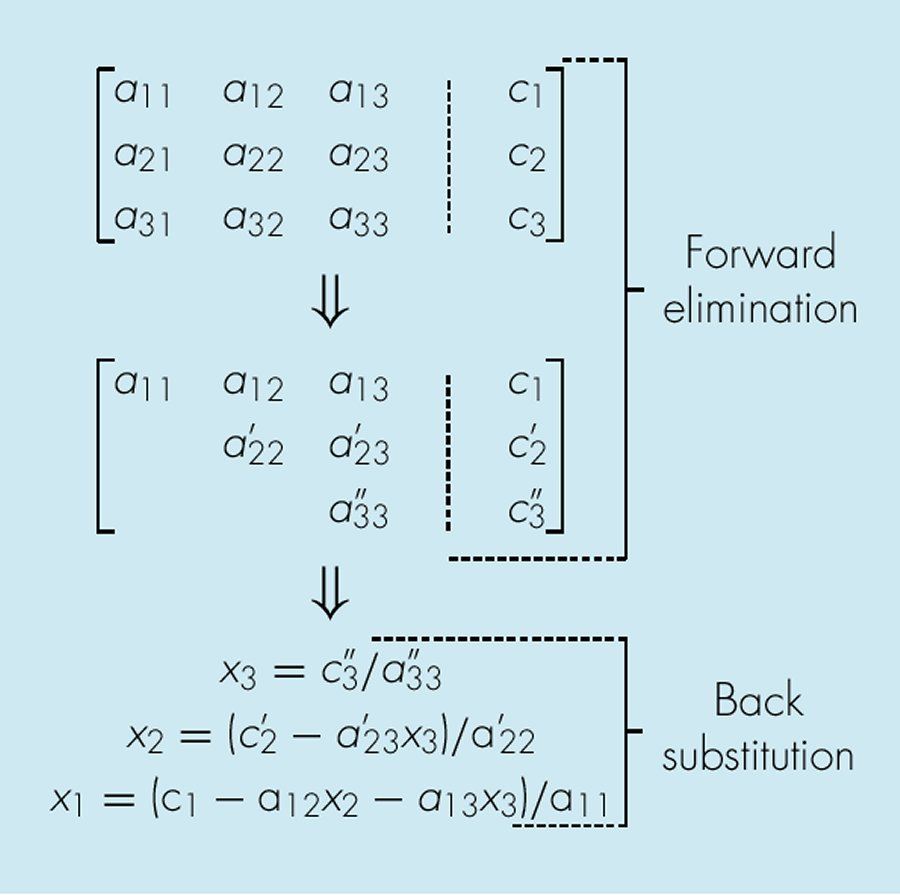 a11 a12 a13 c1
a21 a22 a23 c2
a31 a32 a33 c3
Forward
elimination
⇓
a11 a12 a13 c1
a′22 a′23 c′2
a″33 c″3
⇓
x3 = c″3/a″33
x2 = (c′2 − a′23x3)/a′22
x1 = (c1 − a12x2 − a13x3)/a11
Back
substitution